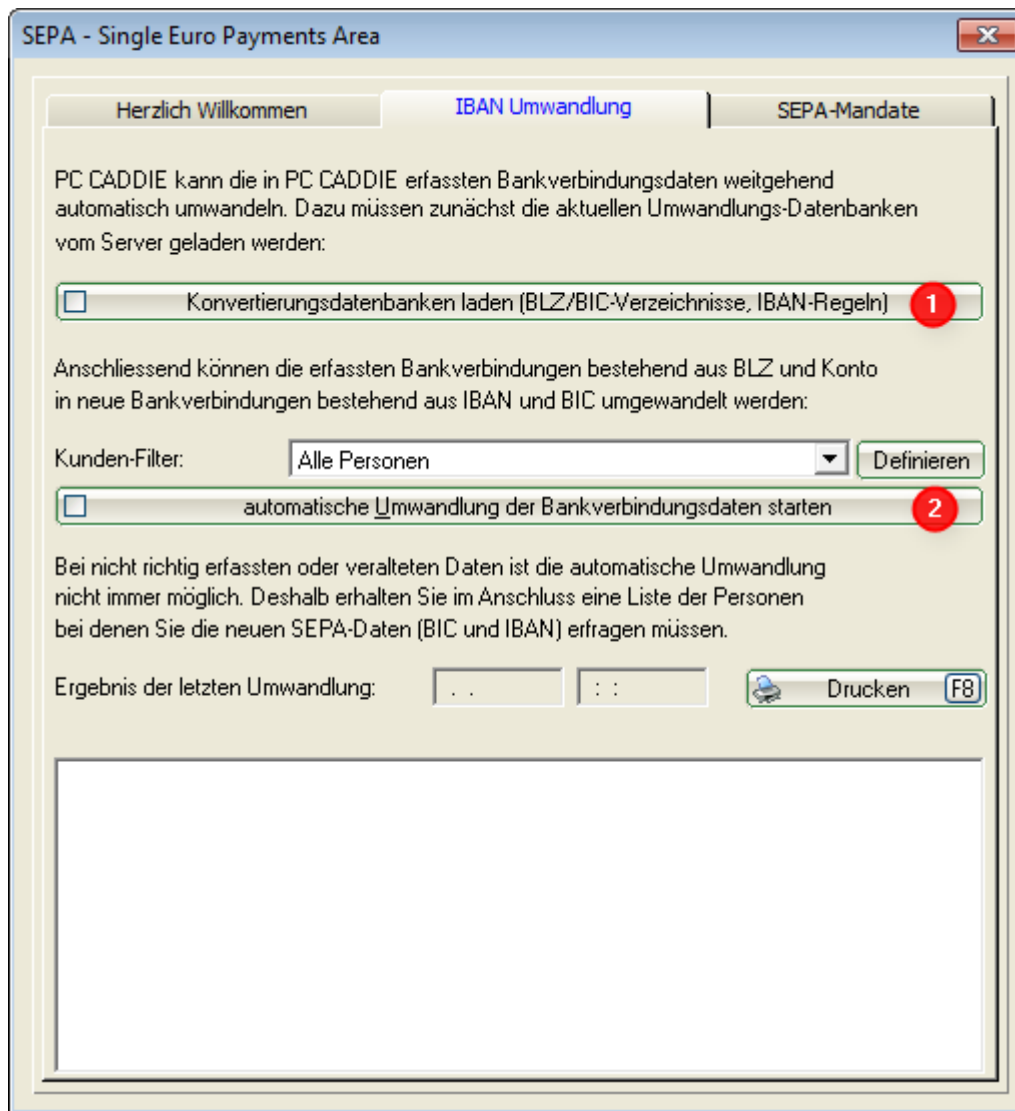 SEPA - Single Euro Payments Area
Herzlich Willkommen
IBAN Umwandlung
SEPA-Mandate
PC CADDIE kann die in PC CADDIE erfassten Bankverbindungsdaten weitgehend
automatisch umwandeln. Dazu müssen zunächst die aktuellen Umwandlungs-Datenbanken
vom Server geladen werden:
Konvertierungsdatenbanken laden (BLZ/BIC-Verzeichnisse, IBAN-Regeln) 1
Anschliessend können die erfassten Bankverbindungen bestehend aus BLZ und Konto
in neue Bankverbindungen bestehend aus IBAN und BIC umgewandelt werden:
Kunden-Filter: Alle Personen Definieren
automatische Umwandlung der Bankverbindungsdaten starten 2
Bei nicht richtig erfassten oder veralteten Daten ist die automatische Umwandlung
nicht immer möglich. Deshalb erhalten Sie im Anschluss eine Liste der Personen
bei denen Sie die neuen SEPA-Daten (BIC und IBAN) erfragen müssen.
Ergebnis der letzten Umwandlung: . . : : Drucken F8